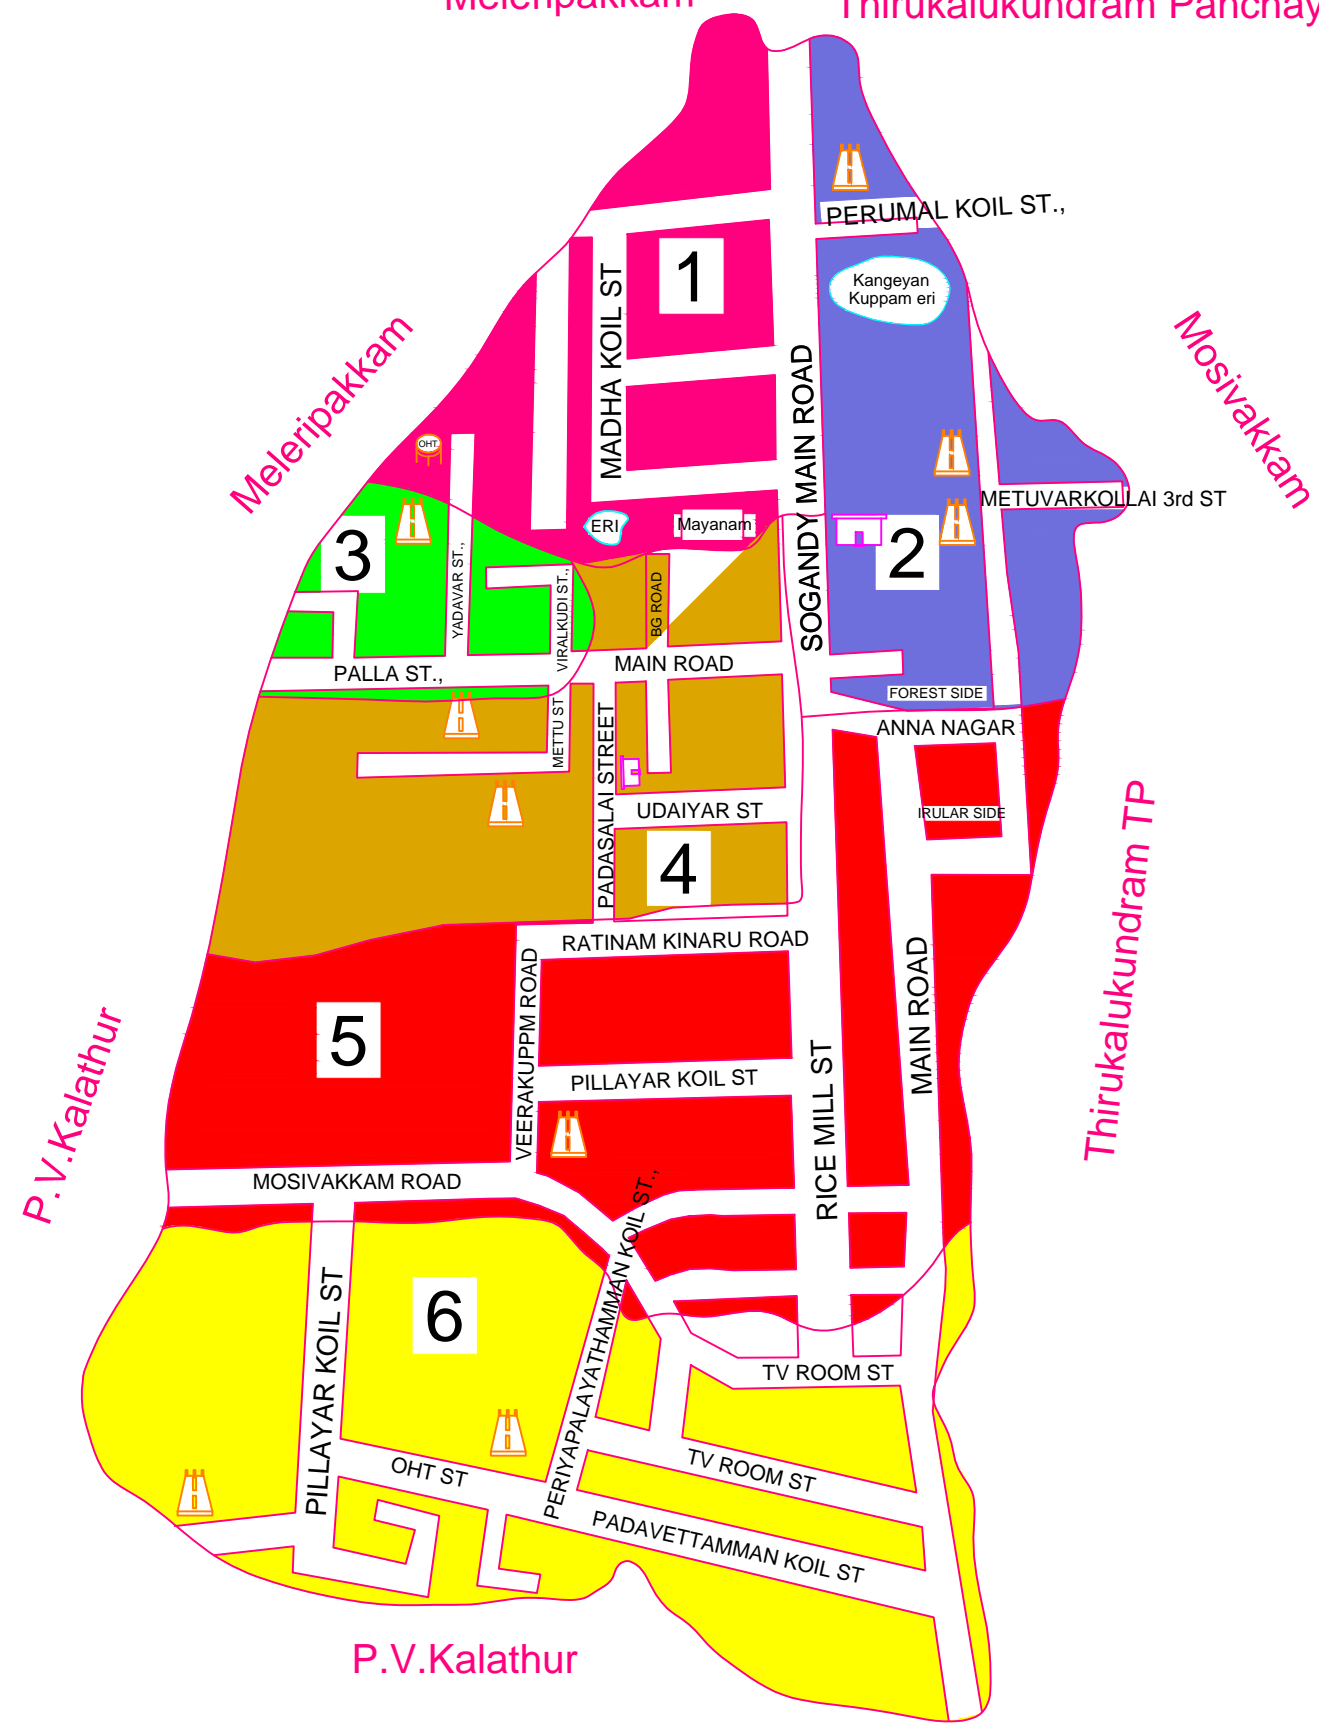 Meleripakkam
Thirukalukundram Panchay
PERUMAL KOIL ST.,
1
MADHA KOIL ST
Kangeyan
Kuppam eri
Mosivakkam
Meleripakkam
SOGANDY MAIN ROAD
OHT
METUVARKOLLAI 3rd ST
ERI
Mayanam
3
2
YADAVAR ST.,
VIRALKUDI ST.,
BG ROAD
MAIN ROAD
PALLA ST.,
FOREST SIDE
ANNA NAGAR
METTU ST
PADASALAI STREET
UDAIYAR ST
IRULAR SIDE
4
Thirukalukundram TP
RATINAM KINARU ROAD
VEERAKUPPM ROAD
MAIN ROAD
5
PILLAYAR KOIL ST
RICE MILL ST
P.V.Kalathur
MOSIVAKKAM ROAD
PERIYAPALAYATHAMMAN KOIL ST.,
6
PILLAYAR KOIL ST
TV ROOM ST
OHT ST
TV ROOM ST
PADAVETTAMMAN KOIL ST
P.V.Kalathur